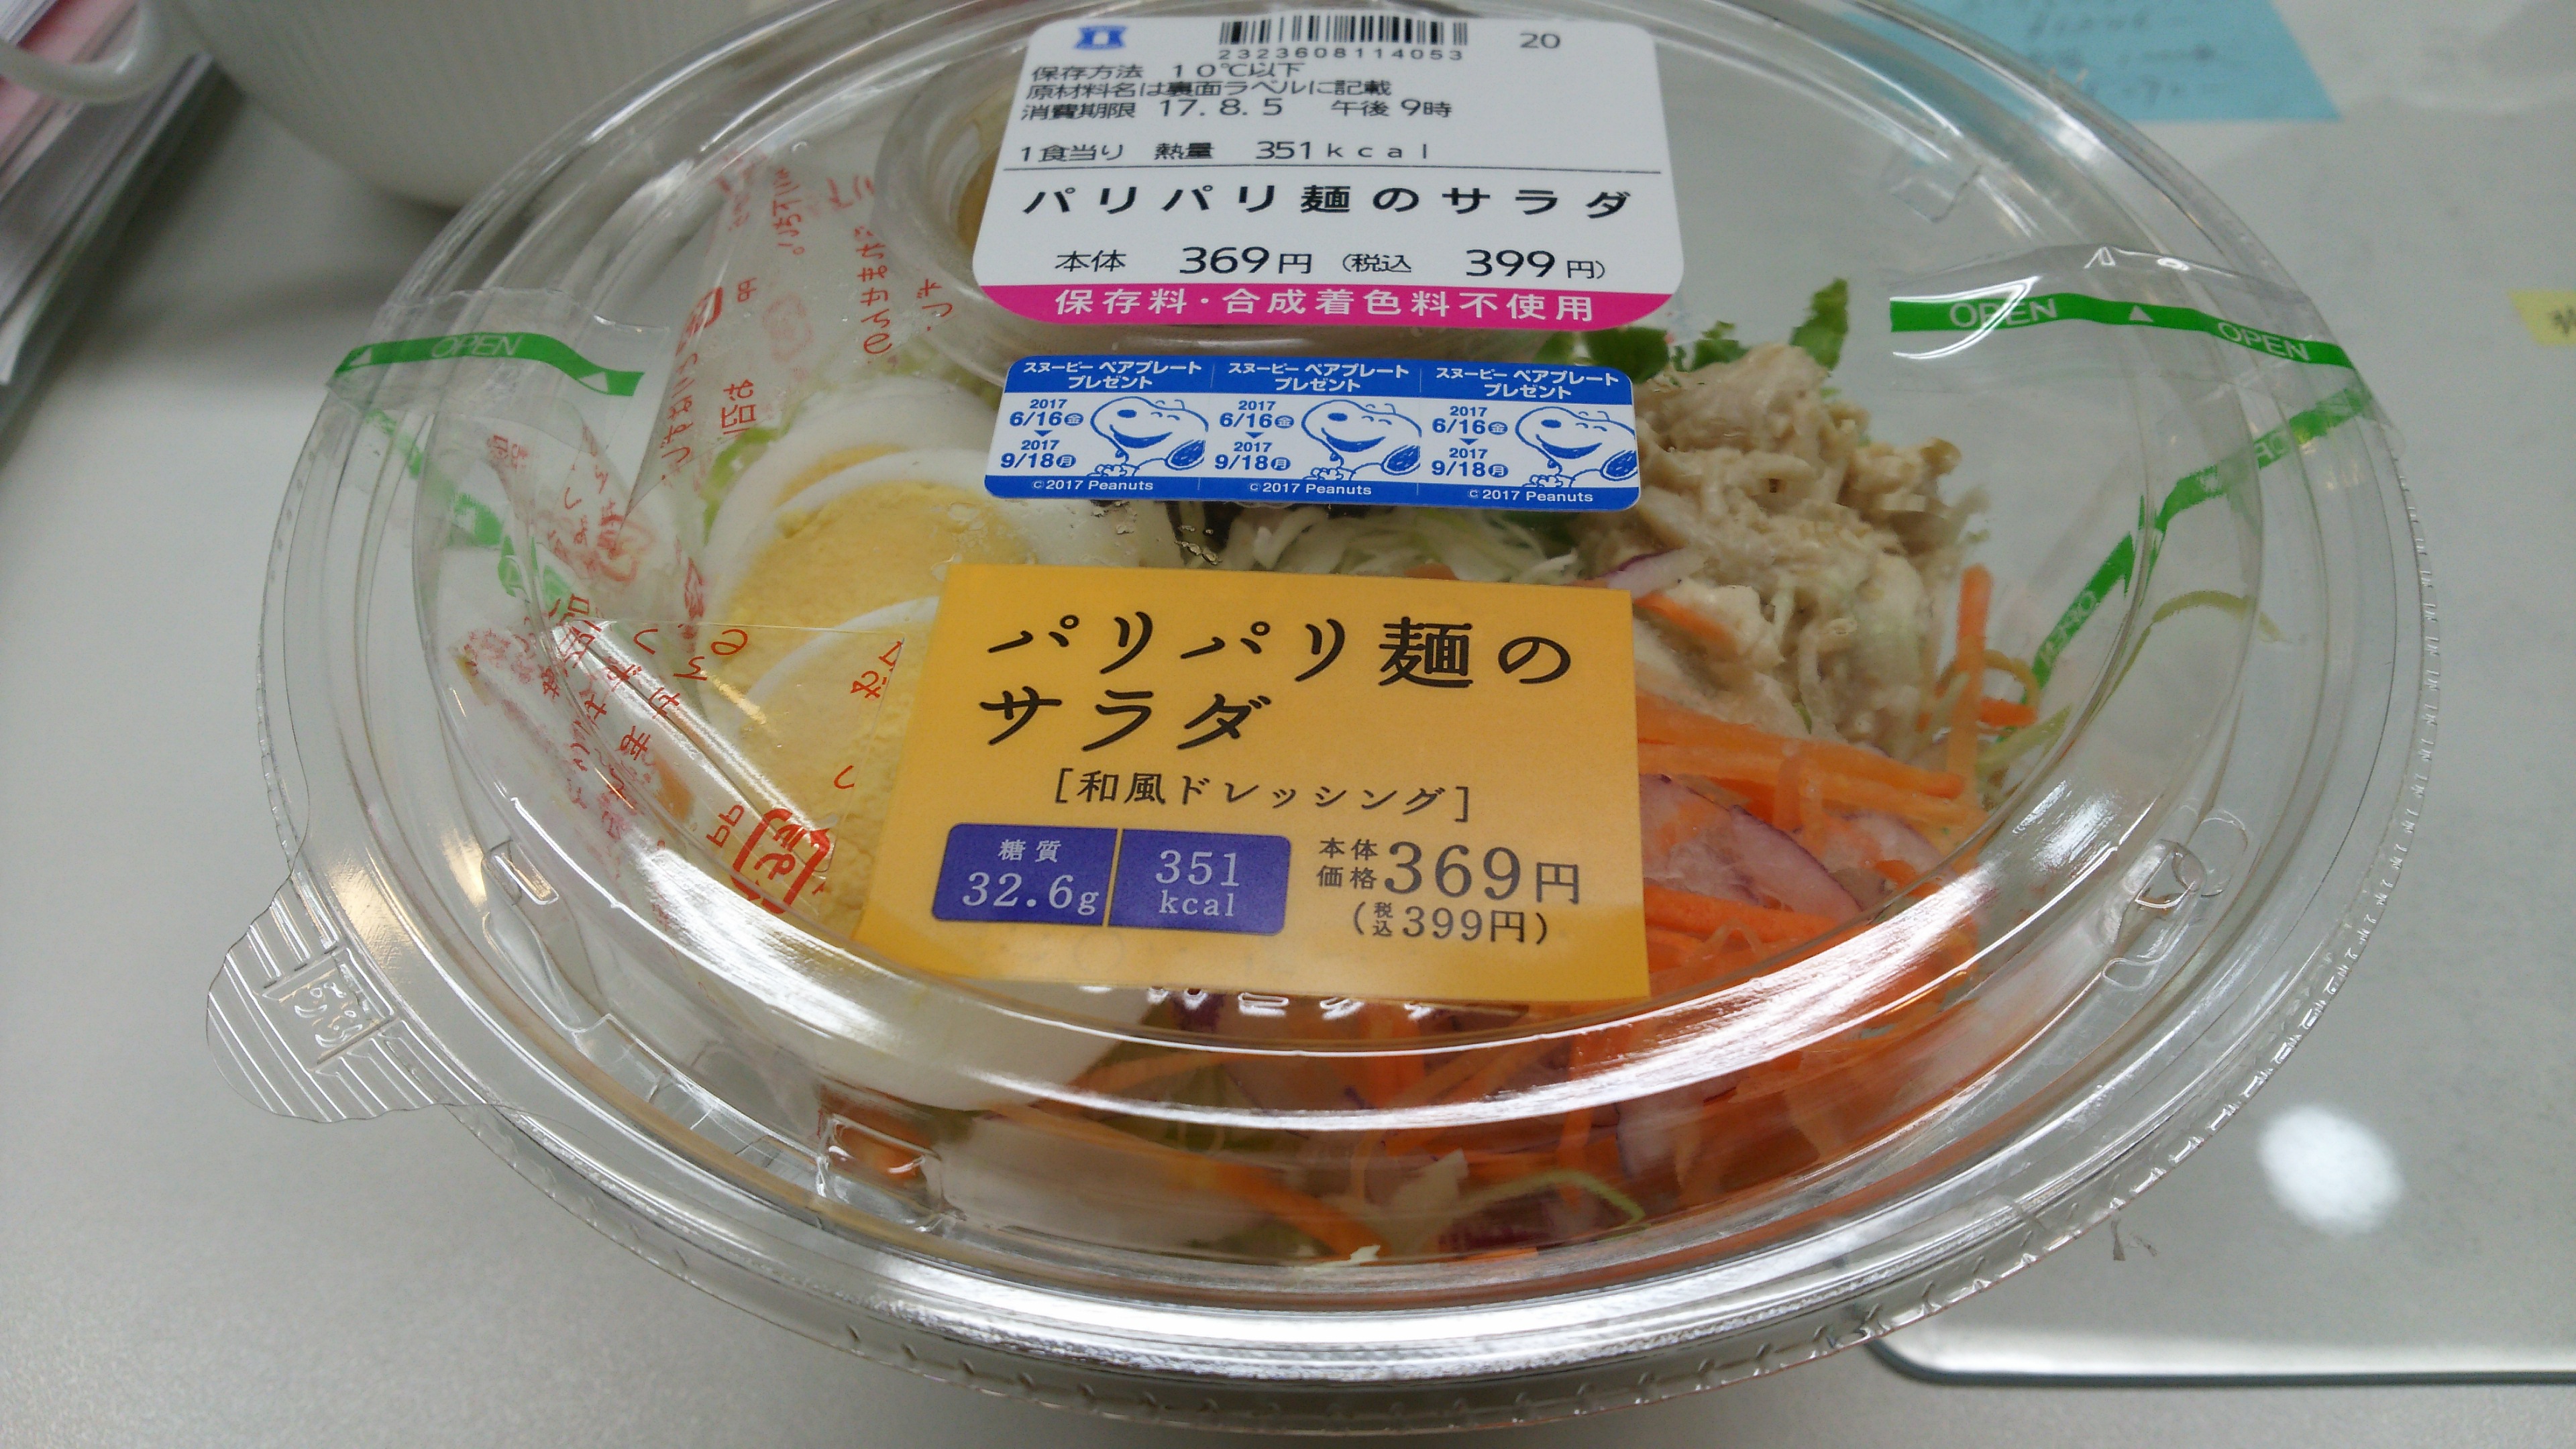 2323608114053
20
保存方法 10℃以下
原材料名は裏面ラベルに記載
消費期限 17.8.5 午後9時
1食当り 熱量 351kcal
パリパリ麺のサラダ
本体 369円 (税込 399円)
保存料・合成着色料不使用
OPEN
OPEN
OPEN
スヌーピー ペアプレート
プレゼント
2017
6/16金
2017
9/18月
©2017 Peanuts
スヌーピー ペアプレート
プレゼント
2017
6/16金
2017
9/18月
©2017 Peanuts
スヌーピー ペアプレート
プレゼント
2017
6/16金
2017
9/18月
©2017 Peanuts
パリパリ麺の
サラダ
[和風ドレッシング]
糖質
32.6g
351
kcal
本体
価格 369円
(税込399円)